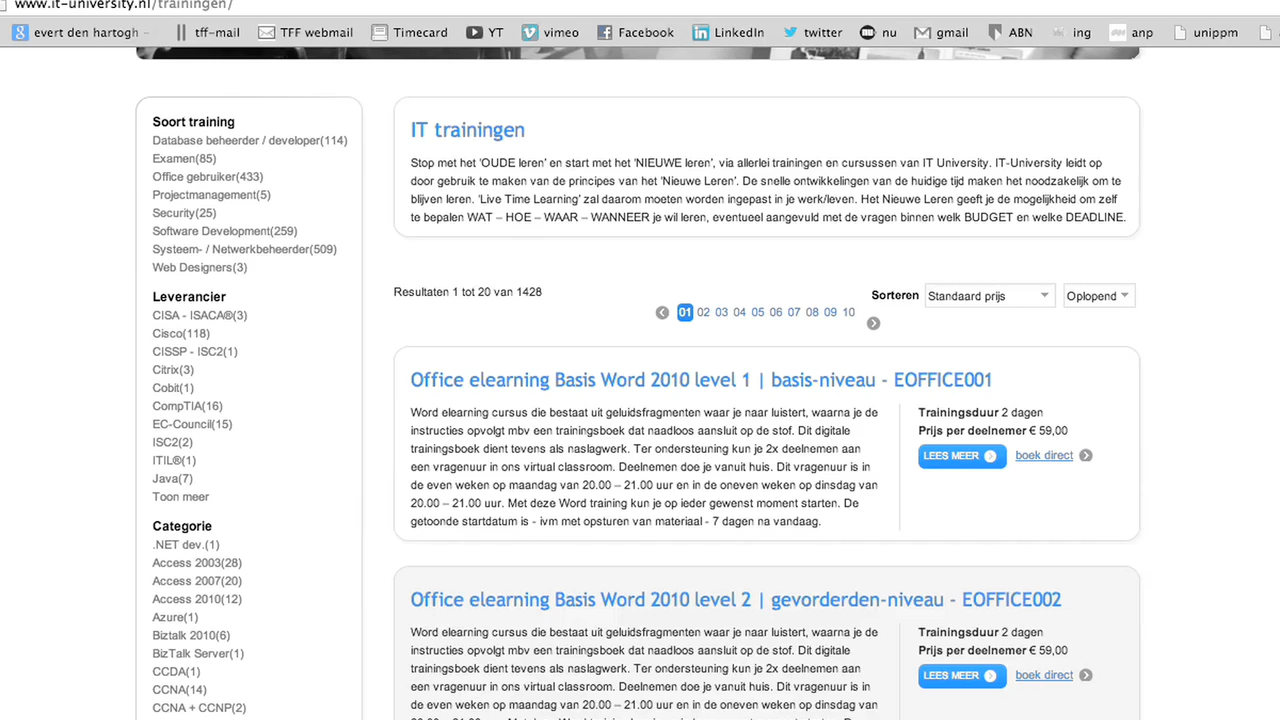 www.it-university.nl/trainingen/
evert den hartogh -
tff-mail
TFF webmail
Timecard
YT
vimeo
Facebook
LinkedIn
twitter
nu
gmail
ABN
ing
anp
unippm
Soort training
Database beheerder / developer(114)
Examen(85)
Office gebruiker(433)
Projectmanagement(5)
Security(25)
Software Development(259)
Systeem- / Netwerkbeheerder(509)
Web Designers(3)
Leverancier
CISA - ISACA®(3)
Cisco(118)
CISSP - ISC2(1)
Citrix(3)
Cobit(1)
CompTIA(16)
EC-Council(15)
ISC2(2)
ITIL®(1)
Java(7)
Toon meer
Categorie
.NET dev.(1)
Access 2003(28)
Access 2007(20)
Access 2010(12)
Azure(1)
Biztalk 2010(6)
BizTalk Server(1)
CCDA(1)
CCNA(14)
CCNA + CCNP(2)
IT trainingen
Stop met het 'OUDE leren' en start met het 'NIEUWE leren', via allerlei trainingen en cursussen van IT University. IT-University leidt op
door gebruik te maken van de principes van het 'Nieuwe Leren'. De snelle ontwikkelingen van de huidige tijd maken het noodzakelijk om te
blijven leren. 'Live Time Learning' zal daarom moeten worden ingepast in je werk/leven. Het Nieuwe Leren geeft je de mogelijkheid om zelf
te bepalen WAT – HOE – WAAR – WANNEER je wil leren, eventueel aangevuld met de vragen binnen welk BUDGET en welke DEADLINE.
Resultaten 1 tot 20 van 1428
01 02 03 04 05 06 07 08 09 10
Sorteren Standaard prijs Oplopend
Office elearning Basis Word 2010 level 1 | basis-niveau - EOFFICE001
Word elearning cursus die bestaat uit geluidsfragmenten waar je naar luistert, waarna je de
instructies opvolgt mbv een trainingsboek dat naadloos aansluit op de stof. Dit digitale
trainingsboek dient tevens als naslagwerk. Ter ondersteuning kun je 2x deelnemen aan
een vragenuur in ons virtual classroom. Deelnemen doe je vanuit huis. Dit vragenuur is in
de even weken op maandag van 20.00 – 21.00 uur en in de oneven weken op dinsdag van
20.00 – 21.00 uur. Met deze Word training kun je op ieder gewenst moment starten. De
getoonde startdatum is - ivm met opsturen van materiaal - 7 dagen na vandaag.
Trainingsduur 2 dagen
Prijs per deelnemer € 59,00
LEES MEER boek direct
Office elearning Basis Word 2010 level 2 | gevorderden-niveau - EOFFICE002
Word elearning cursus die bestaat uit geluidsfragmenten waar je naar luistert, waarna je de
instructies opvolgt mbv een trainingsboek dat naadloos aansluit op de stof. Dit digitale
trainingsboek dient tevens als naslagwerk. Ter ondersteuning kun je 2x deelnemen aan
een vragenuur in ons virtual classroom. Deelnemen doe je vanuit huis. Dit vragenuur is in
de even weken op maandag van 20.00 – 21.00 uur en in de oneven weken op dinsdag van
Trainingsduur 2 dagen
Prijs per deelnemer € 59,00
LEES MEER boek direct